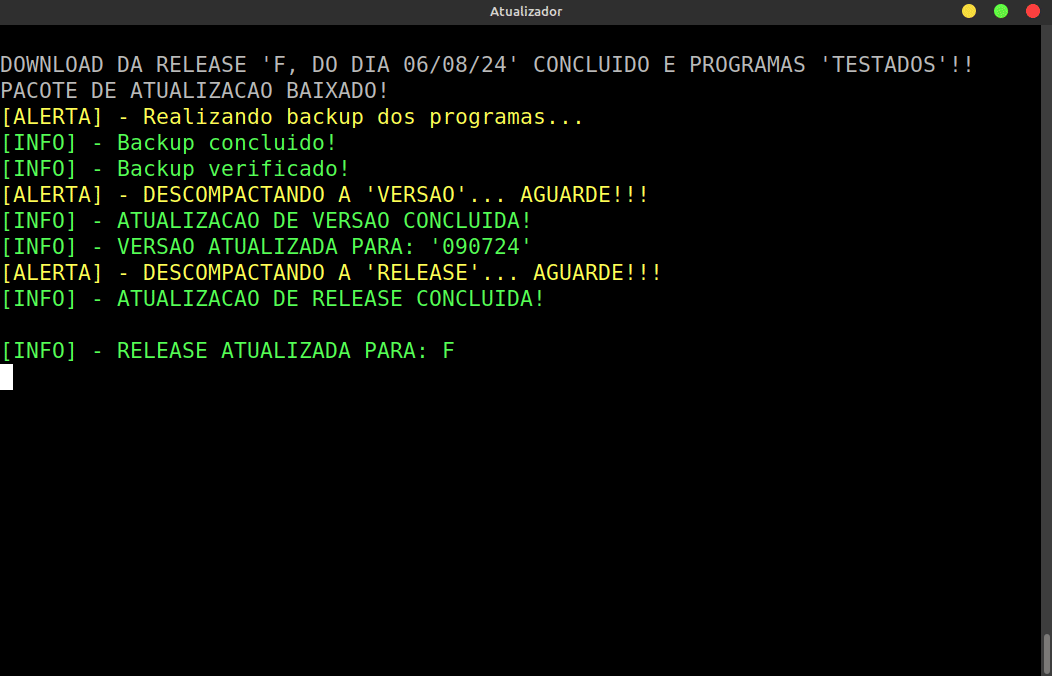 Atualizador
DOWNLOAD DA RELEASE 'F, DO DIA 06/08/24' CONCLUIDO E PROGRAMAS 'TESTADOS'!!
PACOTE DE ATUALIZACAO BAIXADO!
[ALERTA] - Realizando backup dos programas...
[INFO] - Backup concluido!
[INFO] - Backup verificado!
[ALERTA] - DESCOMPACTANDO A 'VERSAO'... AGUARDE!!!
[INFO] - ATUALIZACAO DE VERSAO CONCLUIDA!
[INFO] - VERSAO ATUALIZADA PARA: '090724'
[ALERTA] - DESCOMPACTANDO A 'RELEASE'... AGUARDE!!!
[INFO] - ATUALIZACAO DE RELEASE CONCLUIDA!
[INFO] - RELEASE ATUALIZADA PARA: F